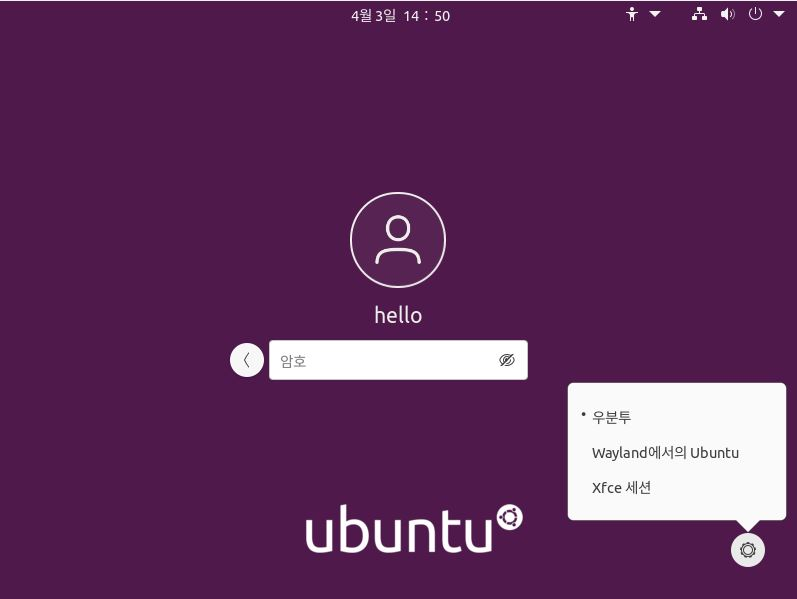 4월 3일 14 : 50
hello
암호
우분투
Wayland에서의 Ubuntu
Xfce 세션
ubuntu